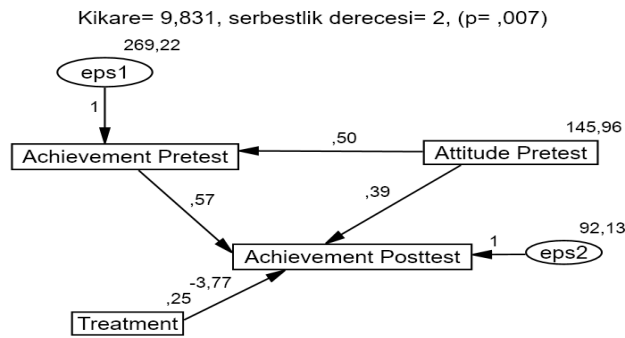 Kikare= 9,831, serbestlik derecesi= 2, (p= ,007)
269,22
eps1
1
145,96
Achievement Pretest
,50
Attitude Pretest
,57
,39
92,13
Achievement Posttest
1
eps2
-3,77
,25
Treatment